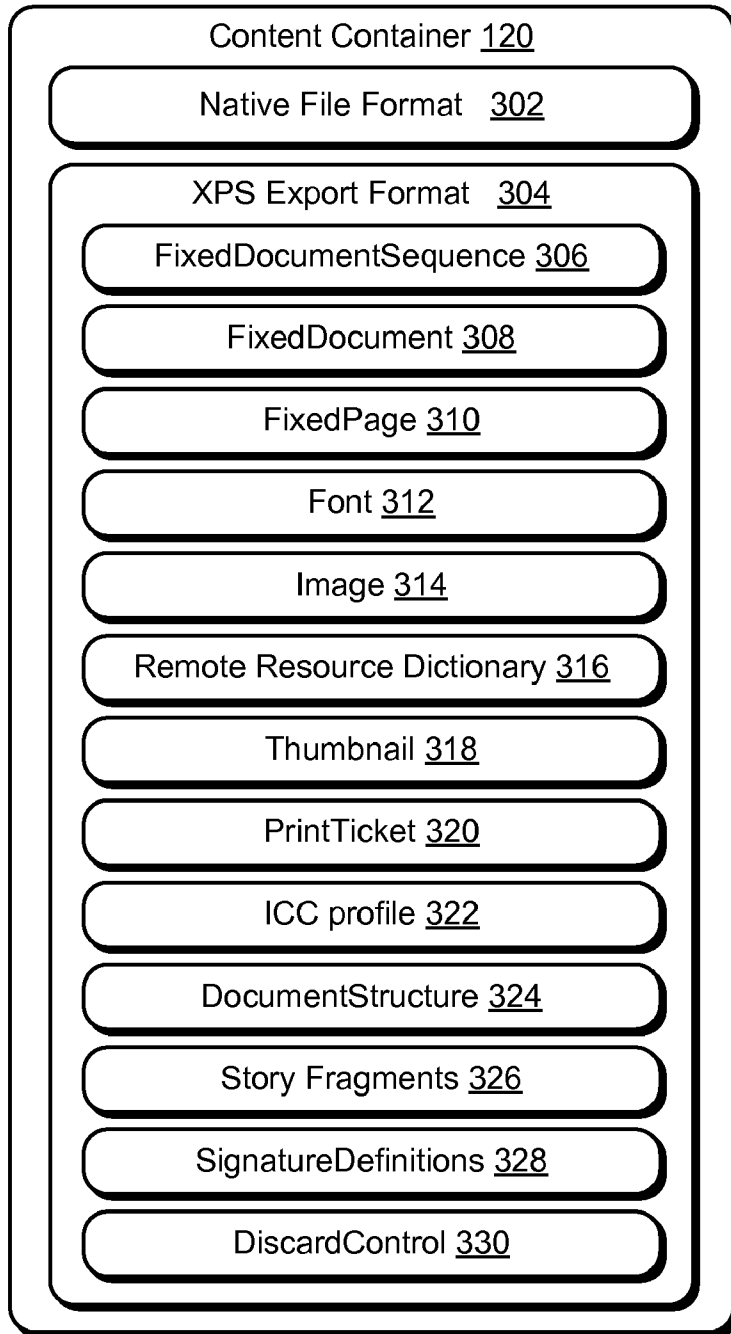 Content Container 120
Native File Format 302
XPS Export Format 304
FixedDocumentSequence 306
FixedDocument 308
FixedPage 310
Font 312
Image 314
Remote Resource Dictionary 316
Thumbnail 318
PrintTicket 320
ICC profile 322
DocumentStructure 324
Story Fragments 326
SignatureDefinitions 328
DiscardControl 330